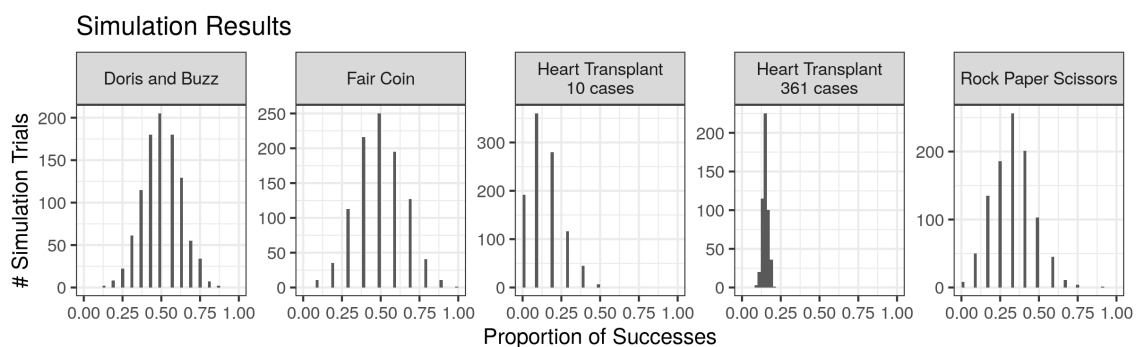 Simulation Results
Doris and Buzz
Fair Coin
Heart Transplant
10 cases
Heart Transplant
361 cases
Rock Paper Scissors
# Simulation Trials
200
150
100
50
0
0.00 0.25 0.50 0.75 1.00
250
200
150
100
50
0
0.00 0.25 0.50 0.75 1.00
300
200
100
0
0.00 0.25 0.50 0.75 1.00
200
150
100
50
0
0.00 0.25 0.50 0.75 1.00
200
100
0
0.00 0.25 0.50 0.75 1.00
Proportion of Successes